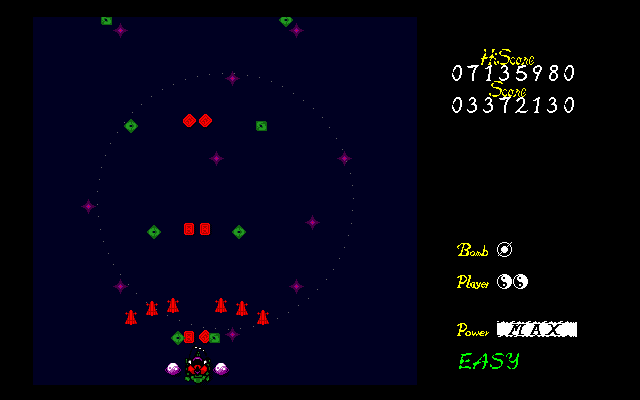 HiScore
07135980
Score
03372130
Bomb
Player
Power MAX
EASY